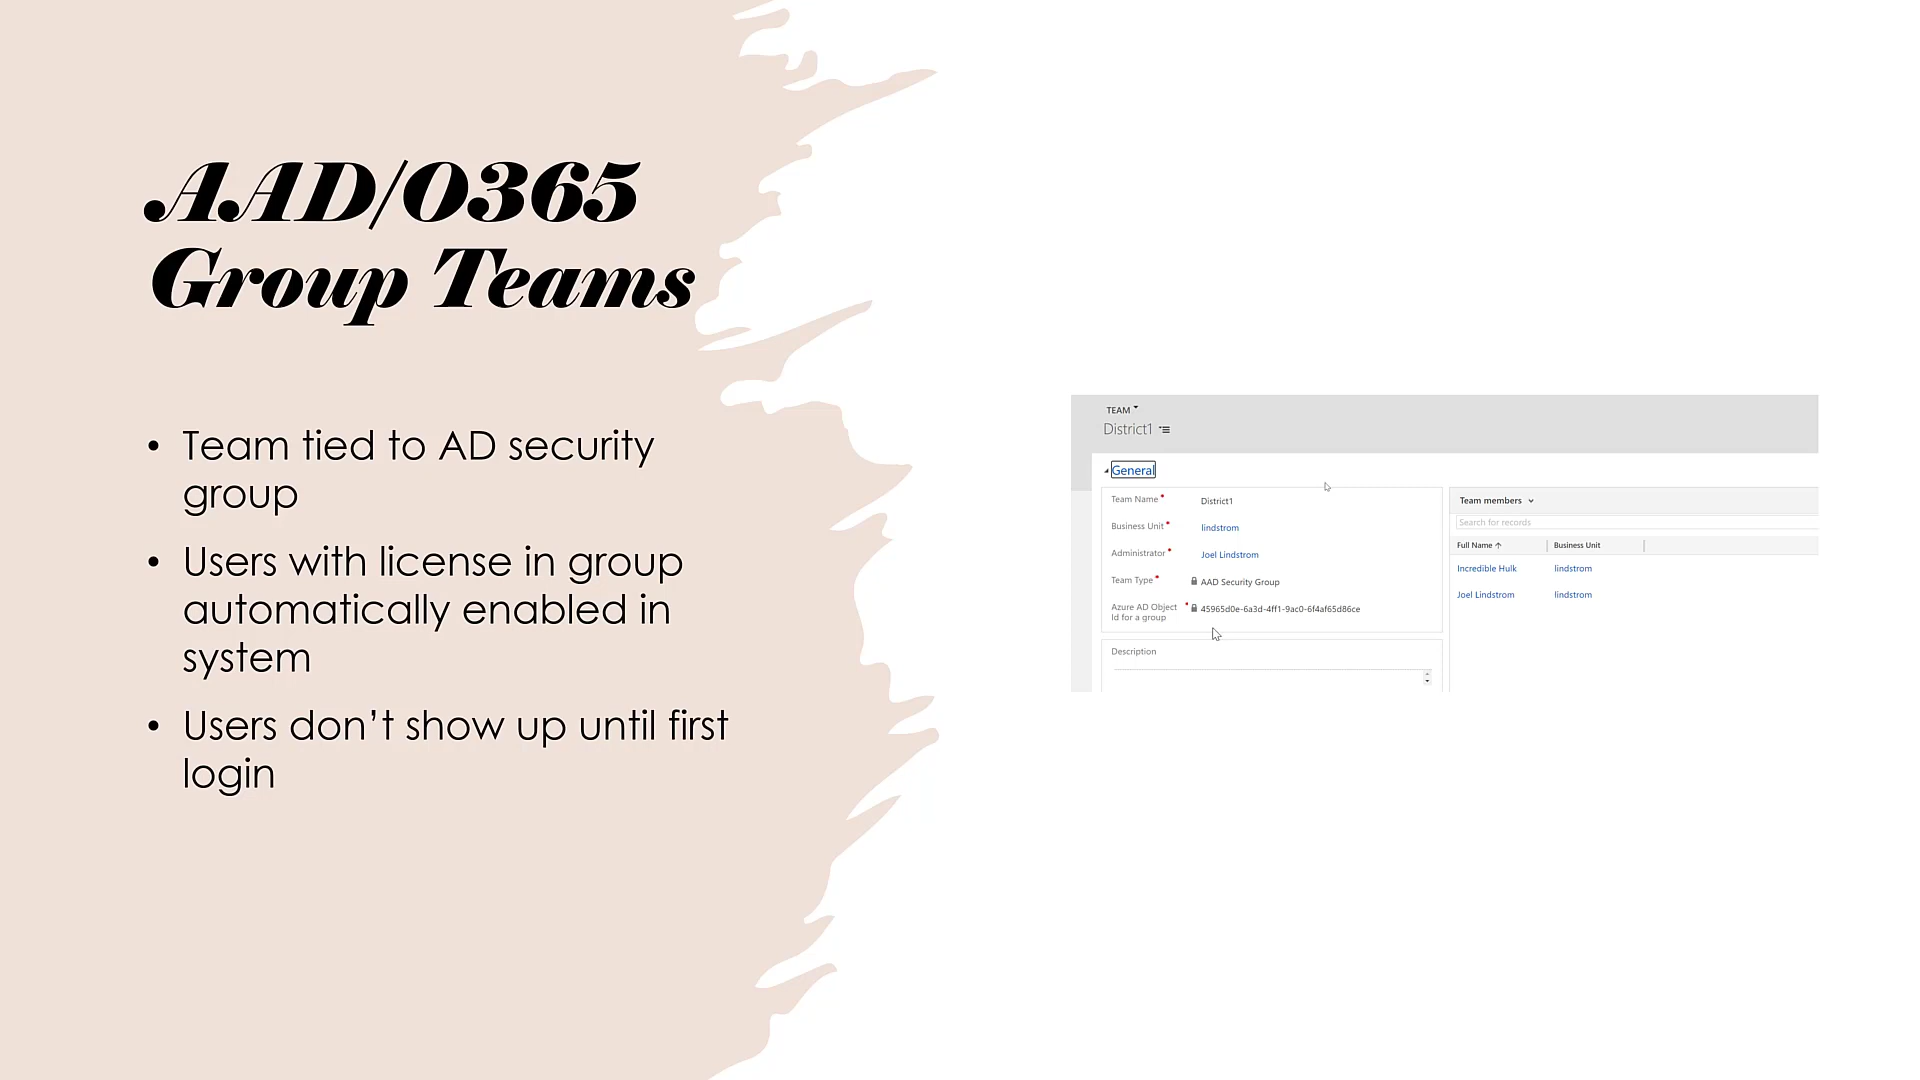 AAD/O365
Group Teams
• Team tied to AD security
group
• Users with license in group
automatically enabled in
system
• Users don’t show up until first
login
TEAM
District1
General
Team Name* District1
Business Unit* lindstrom
Administrator* Joel Lindstrom
Team Type* AAD Security Group
Azure AD Object * 45965d0e-6a3d-4ff1-9ac0-6f4af65d86ce
Id for a group
Description
Team members
Search for records
Full Name ↑ Business Unit
Incredible Hulk lindstrom
Joel Lindstrom lindstrom